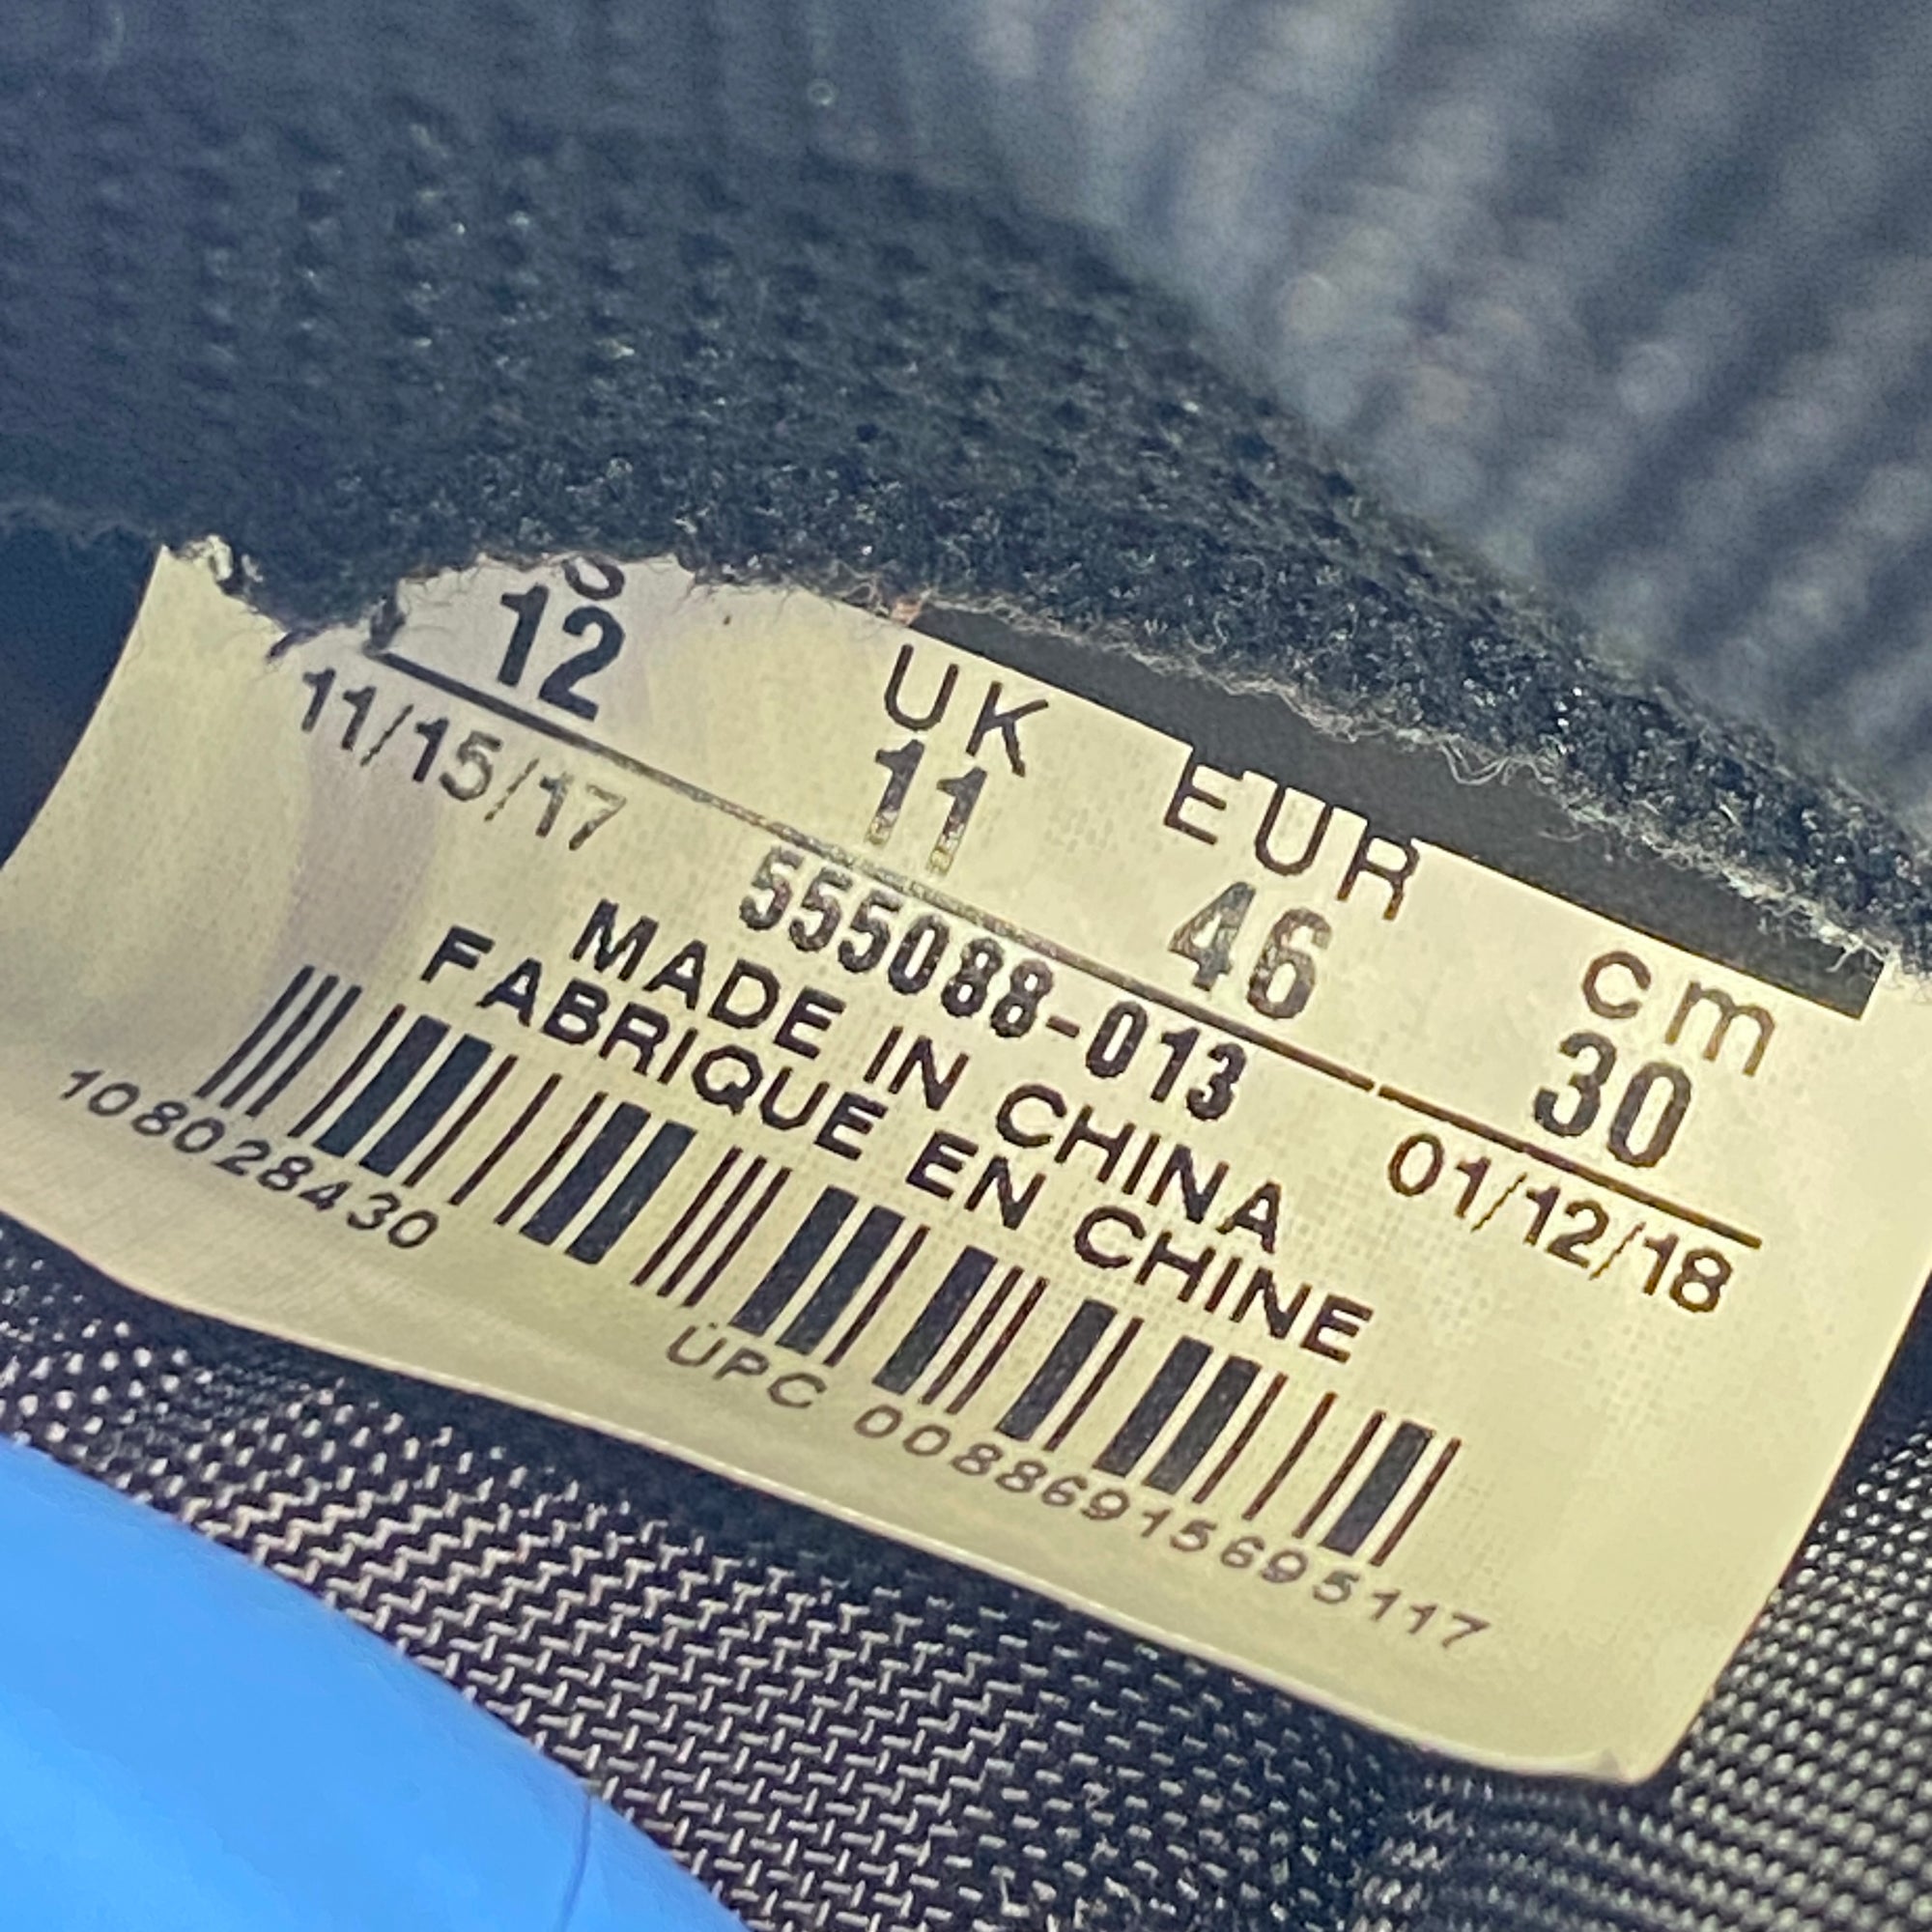 UK EUR cm
12 11 46 30
11/15/17 555088-013 01/12/18
MADE IN CHINA
FABRIQUE EN CHINE
108028430
UPC 00886915695117